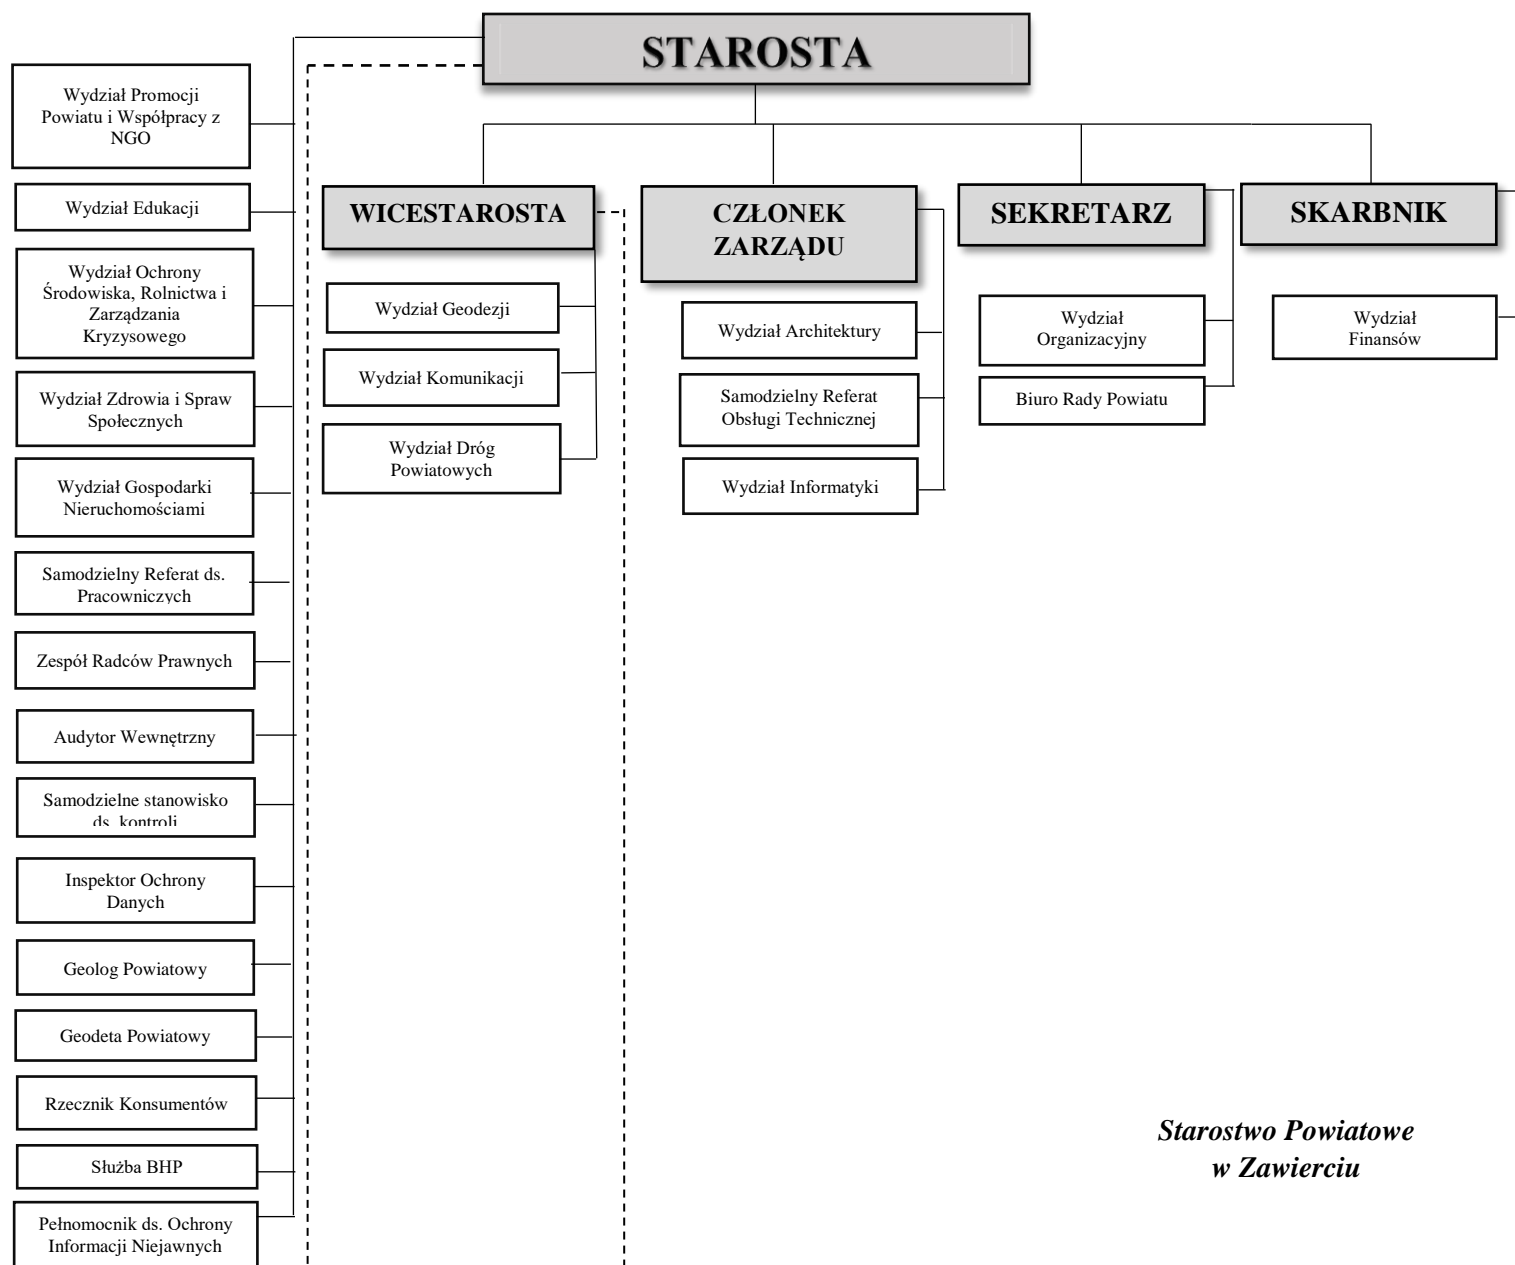 STAROSTA
Wydział Promocji
Powiatu i Współpracy z
NGO
Wydział Edukacji
Wydział Ochrony
Środowiska, Rolnictwa i
Zarządzania
Kryzysowego
Wydział Zdrowia i Spraw
Społecznych
Wydział Gospodarki
Nieruchomościami
Samodzielny Referat ds.
Pracowniczych
Zespół Radców Prawnych
Audytor Wewnętrzny
Samodzielne stanowisko
ds. kontroli
Inspektor Ochrony
Danych
Geolog Powiatowy
Geodeta Powiatowy
Rzecznik Konsumentów
Służba BHP
Pełnomocnik ds. Ochrony
Informacji Niejawnych
WICESTAROSTA
Wydział Geodezji
Wydział Komunikacji
Wydział Dróg
Powiatowych
CZŁONEK
ZARZĄDU
Wydział Architektury
Samodzielny Referat
Obsługi Technicznej
Wydział Informatyki
SEKRETARZ
Wydział
Organizacyjny
Biuro Rady Powiatu
SKARBNIK
Wydział
Finansów
Starostwo Powiatowe
w Zawierciu